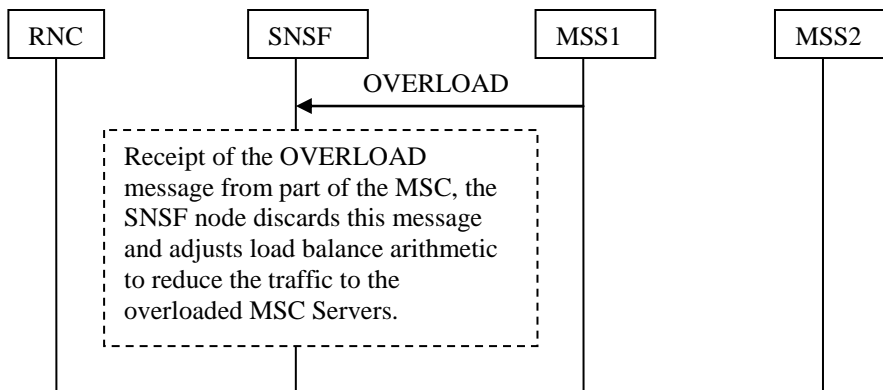 RNC SNSF MSS1 MSS2
OVERLOAD
Receipt of the OVERLOAD
message from part of the MSC, the
SNSF node discards this message
and adjusts load balance arithmetic
to reduce the traffic to the
overloaded MSC Servers.